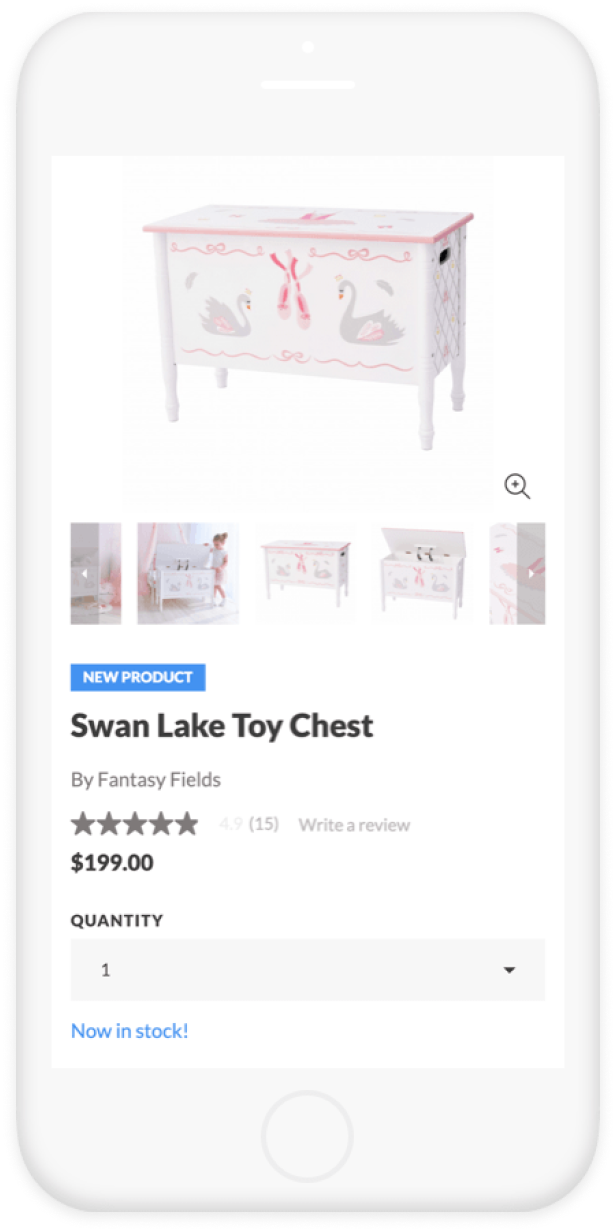 NEW PRODUCT
Swan Lake Toy Chest
By Fantasy Fields
4.9 (15) Write a review
$199.00
QUANTITY
1
Now in stock!